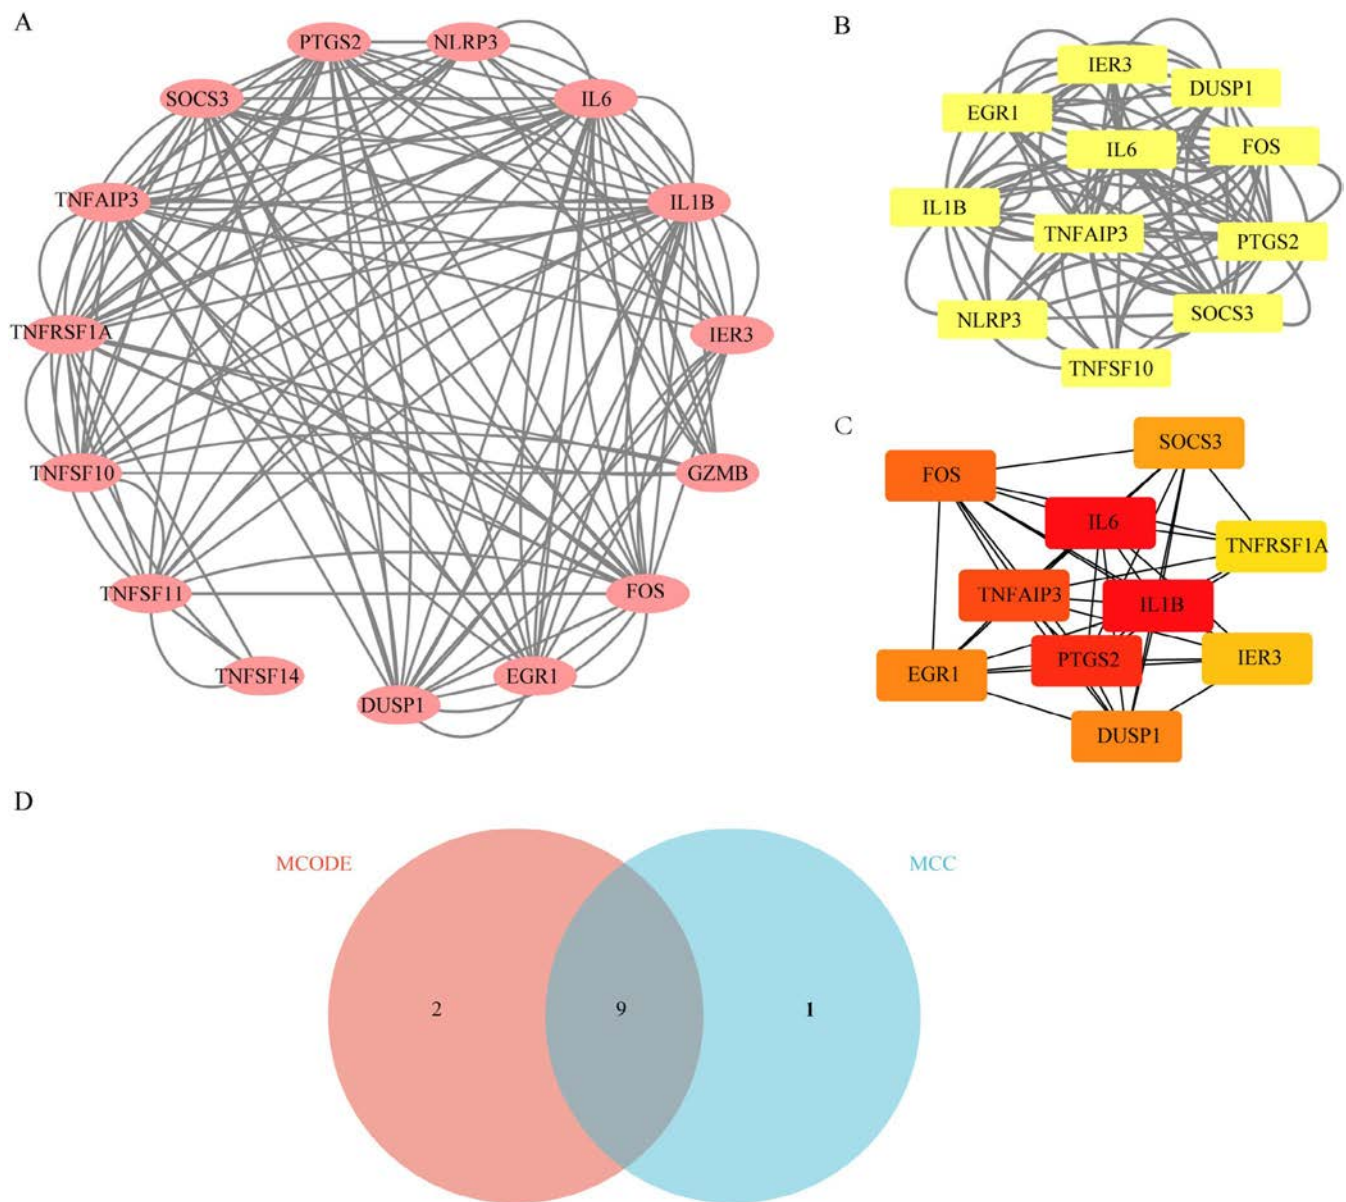 A
PTGS2
NLRP3
SOCS3
IL6
TNFAIP3
IL1B
TNFRSF1A
IER3
TNFSF10
GZMB
TNFSF11
FOS
TNFSF14
EGR1
DUSP1
B
IER3
DUSP1
EGR1
IL6
FOS
IL1B
TNFAIP3
PTGS2
NLRP3
SOCS3
TNFSF10
C
SOCS3
FOS
IL6
TNFRSF1A
TNFAIP3
IL1B
PTGS2
IER3
EGR1
DUSP1
D
MCODE
MCC
2
9
1